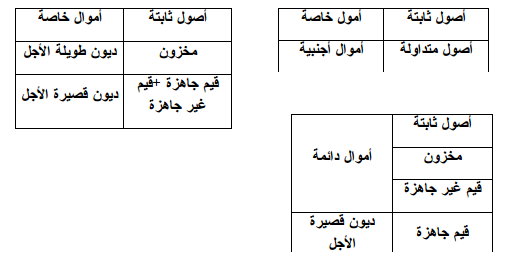 أصول ثابتة
أمول خاصة
أصول متداولة
أموال أجنبية
أصول ثابتة
أموال خاصة
مخزون
ديون طويلة الأجل
قيم جاهزة +قيم
غير جاهزة
ديون قصيرة الأجل
أصول ثابتة
أموال دائمة
مخزون
قيم غير جاهزة
قيم جاهزة
ديون قصيرة
الأجل